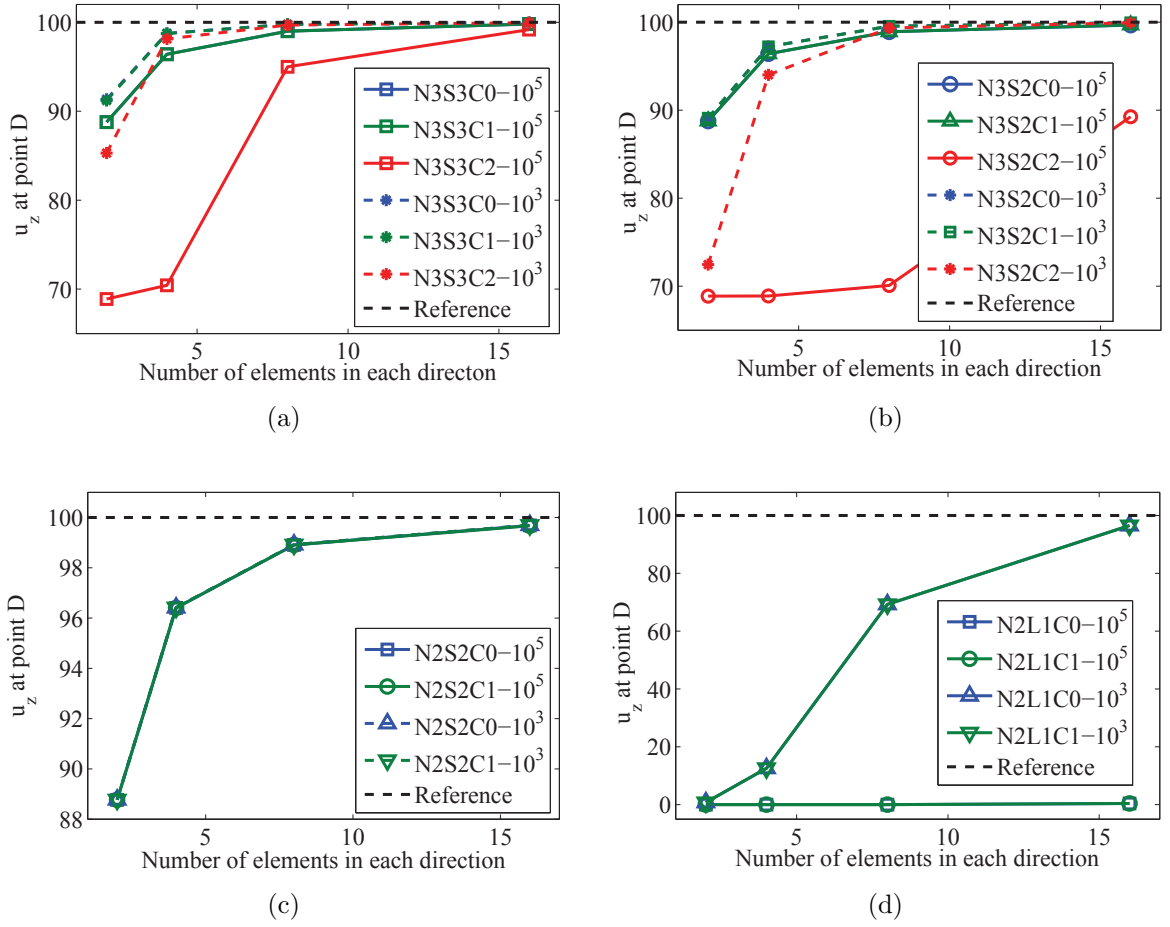 100
90
80
70
u_z at point D
5
10
15
Number of elements in each directon
N3S3C0−10^5
N3S3C1−10^5
N3S3C2−10^5
N3S3C0−10^3
N3S3C1−10^3
N3S3C2−10^3
Reference
(a)
100
90
80
70
u_z at point D
5
10
15
Number of elements in each direction
N3S2C0−10^5
N3S2C1−10^5
N3S2C2−10^5
N3S2C0−10^3
N3S2C1−10^3
N3S2C2−10^3
Reference
(b)
100
98
96
94
92
90
88
u_z at point D
5
10
15
Number of elements in each direction
N2S2C0−10^5
N2S2C1−10^5
N2S2C0−10^3
N2S2C1−10^3
Reference
(c)
100
80
60
40
20
0
u_z at point D
5
10
15
Number of elements in each direction
N2L1C0−10^5
N2L1C1−10^5
N2L1C0−10^3
N2L1C1−10^3
Reference
(d)